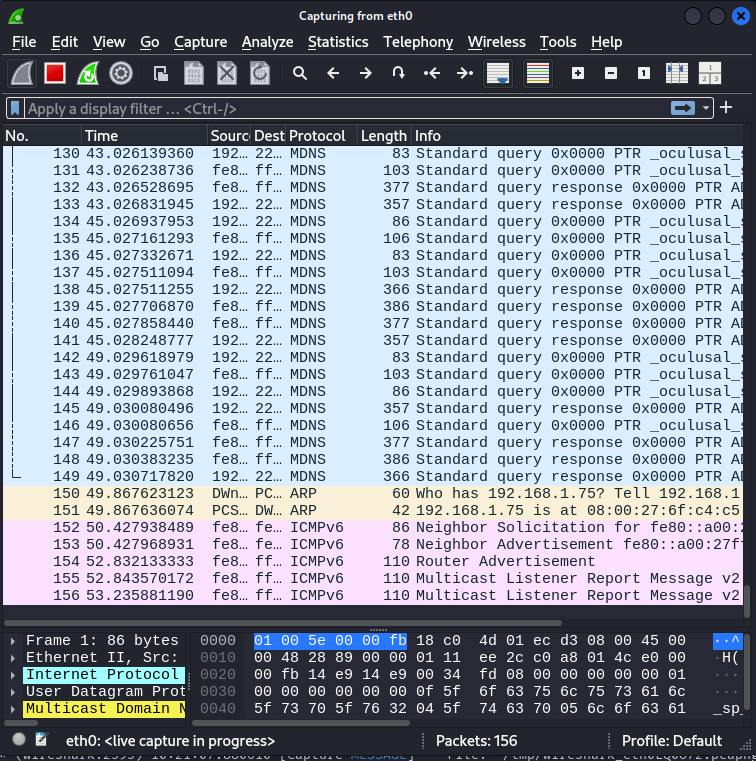 Capturing from eth0
File Edit View Go Capture Analyze Statistics Telephony Wireless Tools Help
Apply a display filter … <Ctrl-/>
No. Time Sourc Dest Protocol Length Info
130 43.026139360 192… 22… MDNS 83 Standard query 0x0000 PTR _oculusal_s
131 43.026238736 fe8… ff… MDNS 103 Standard query 0x0000 PTR _oculusal_s
132 43.026528695 fe8… ff… MDNS 377 Standard query response 0x0000 PTR AD
133 43.026831945 192… 22… MDNS 357 Standard query response 0x0000 PTR AD
134 45.026937953 192… 22… MDNS 86 Standard query 0x0000 PTR _oculusal_s
135 45.027161293 fe8… ff… MDNS 106 Standard query 0x0000 PTR _oculusal_s
136 45.027332671 192… 22… MDNS 83 Standard query 0x0000 PTR _oculusal_s
137 45.027511094 fe8… ff… MDNS 103 Standard query 0x0000 PTR _oculusal_s
138 45.027511255 192… 22… MDNS 366 Standard query response 0x0000 PTR AD
139 45.027706870 fe8… ff… MDNS 386 Standard query response 0x0000 PTR AD
140 45.027858440 fe8… ff… MDNS 377 Standard query response 0x0000 PTR AD
141 45.028248777 192… 22… MDNS 357 Standard query response 0x0000 PTR AD
142 49.029618979 192… 22… MDNS 83 Standard query 0x0000 PTR _oculusal_s
143 49.029761047 fe8… ff… MDNS 103 Standard query 0x0000 PTR _oculusal_s
144 49.029893868 192… 22… MDNS 86 Standard query 0x0000 PTR _oculusal_s
145 49.030080496 192… 22… MDNS 357 Standard query response 0x0000 PTR AD
146 49.030080656 fe8… ff… MDNS 106 Standard query 0x0000 PTR _oculusal_s
147 49.030225751 fe8… ff… MDNS 377 Standard query response 0x0000 PTR AD
148 49.030383235 fe8… ff… MDNS 386 Standard query response 0x0000 PTR AD
149 49.030717820 192… 22… MDNS 366 Standard query response 0x0000 PTR AD
150 49.867623123 DWn… PC… ARP 60 Who has 192.168.1.75? Tell 192.168.1
151 49.867636074 PCS… DW… ARP 42 192.168.1.75 is at 08:00:27:6f:c4:c5
152 50.427938489 fe8… fe… ICMPv6 86 Neighbor Solicitation for fe80::a00:2
153 50.427968931 fe8… fe… ICMPv6 78 Neighbor Advertisement fe80::a00:27ff
154 52.832133333 fe8… ff… ICMPv6 110 Router Advertisement
155 52.843570172 fe8… ff… ICMPv6 110 Multicast Listener Report Message v2
156 53.235881190 fe8… ff… ICMPv6 110 Multicast Listener Report Message v2
Frame 1: 86 bytes 0000 01 00 5e 00 00 fb 18 c0 4d 01 ec d3 08 00 45 00 ··^
Ethernet II, Src: 0010 00 48 28 89 00 00 01 11 ee 2c c0 a8 01 4c e0 00 ·H(
Internet Protocol 0020 00 fb 14 e9 14 e9 00 34 fd 08 00 00 00 00 00 01 ···
User Datagram Prot 0030 00 00 00 00 00 00 0f 5f 6f 63 75 6c 75 73 61 6c ···
Multicast Domain N 0040 5f 73 70 5f 76 32 04 5f 74 63 70 05 6c 6f 63 61 _sp_
eth0: <live capture in progress> Packets: 156 Profile: Default